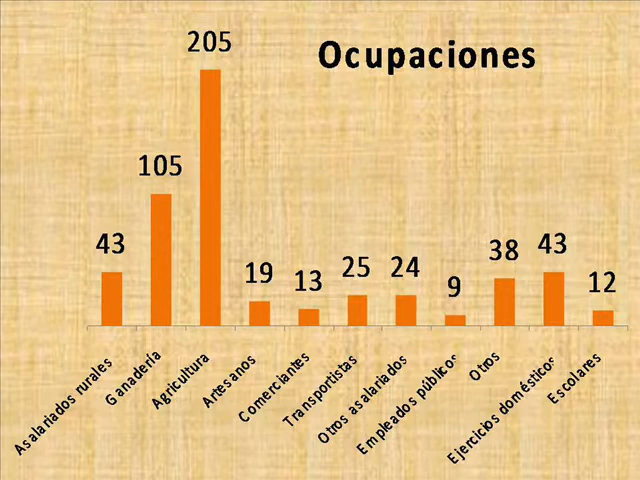 Ocupaciones
43
105
205
19
13
25
24
9
38
43
12
Asalariados rurales
Ganadería
Agricultura
Artesanos
Comerciantes
Transportistas
Otros asalariados
Empleados públicos
Otros
Ejercicios domésticos
Escolares